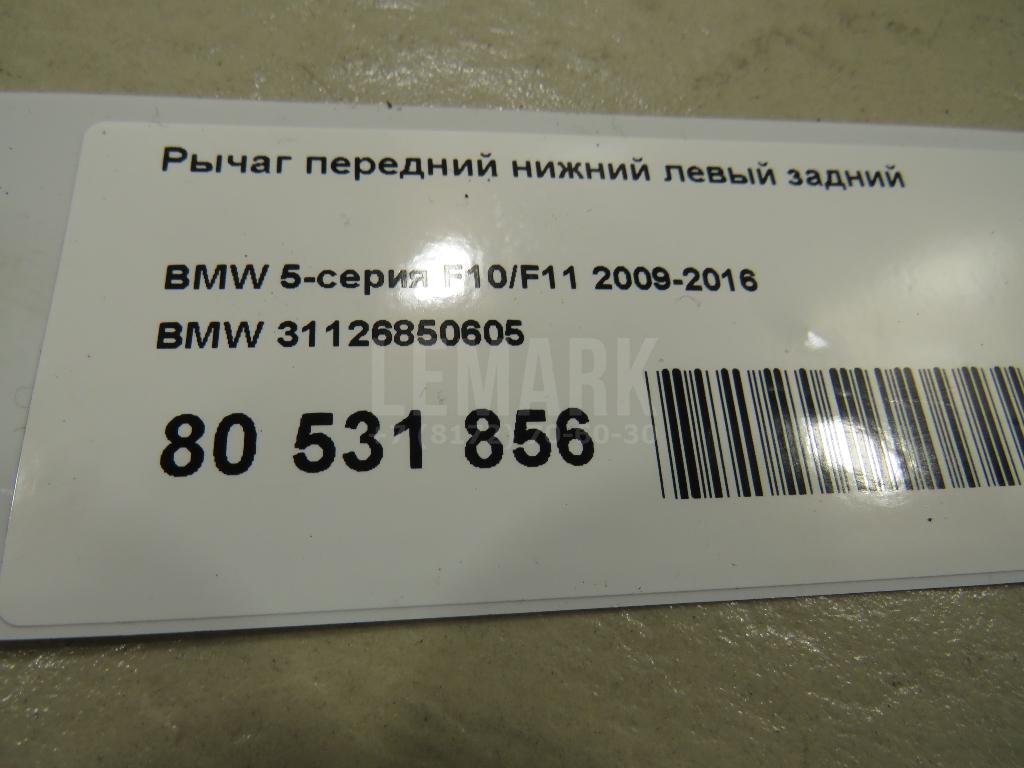 Рычаг передний нижний левый задний
BMW 5-серия F10/F11 2009-2016
BMW 31126850605
LEMARK
80 531 856